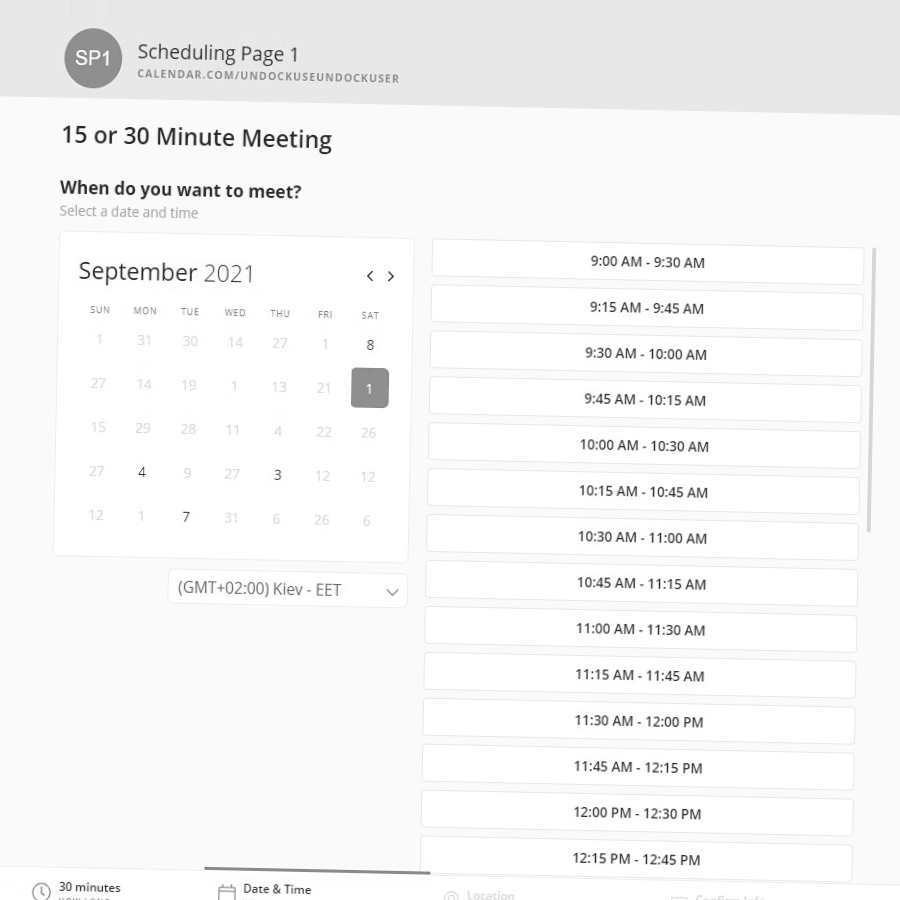 SP1
Scheduling Page 1
CALENDAR.COM/UNDOCKUSEUNDOCKUSER
15 or 30 Minute Meeting
When do you want to meet?
Select a date and time
September 2021
SUN MON TUE WED THU FRI SAT
1 31 30 14 27 1 8
27 14 19 1 13 21 1
15 29 28 11 4 22 26
27 4 9 27 3 12 12
12 1 7 31 6 26 6
(GMT+02:00) Kiev - EET
9:00 AM - 9:30 AM
9:15 AM - 9:45 AM
9:30 AM - 10:00 AM
9:45 AM - 10:15 AM
10:00 AM - 10:30 AM
10:15 AM - 10:45 AM
10:30 AM - 11:00 AM
10:45 AM - 11:15 AM
11:00 AM - 11:30 AM
11:15 AM - 11:45 AM
11:30 AM - 12:00 PM
11:45 AM - 12:15 PM
12:00 PM - 12:30 PM
12:15 PM - 12:45 PM
30 minutes
Date & Time
Location